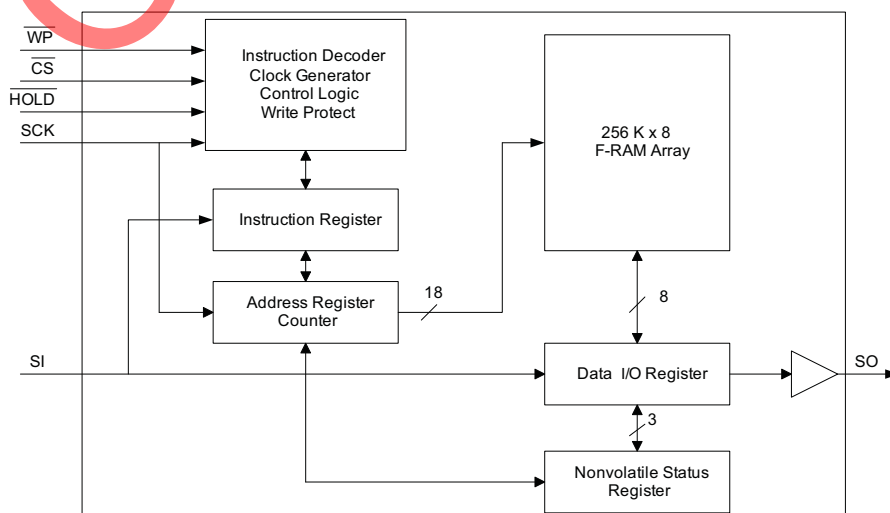 WP
CS
HOLD
SCK
Instruction Decoder
Clock Generator
Control Logic
Write Protect
256 K x 8
F-RAM Array
Instruction Register
Address Register
Counter
18
8
SI
Data I/O Register
SO
3
Nonvolatile Status
Register